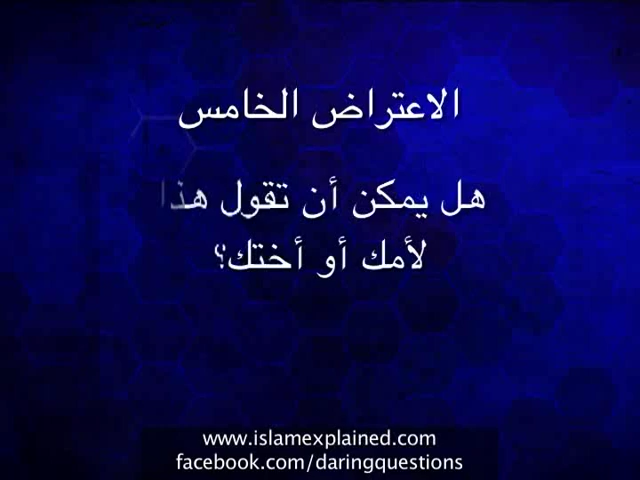 الاعتراض الخامس
هل يمكن أن تقول هذا
لأمك أو أختك؟
www.islamexplained.com
facebook.com/daringquestions